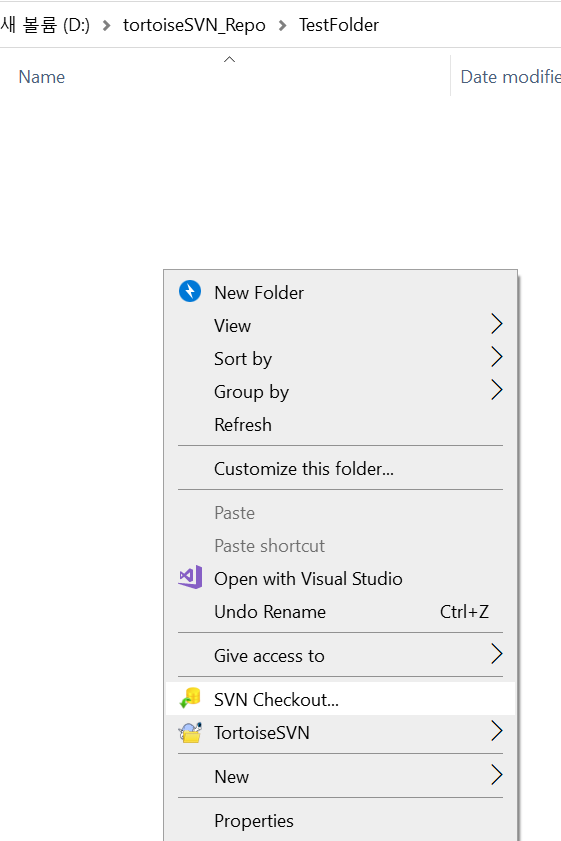 새 볼륨 (D:) > tortoiseSVN_Repo > TestFolder
Name Date modifie
New Folder
View
Sort by
Group by
Refresh
Customize this folder...
Paste
Paste shortcut
Open with Visual Studio
Undo Rename Ctrl+Z
Give access to
SVN Checkout...
TortoiseSVN
New
Properties